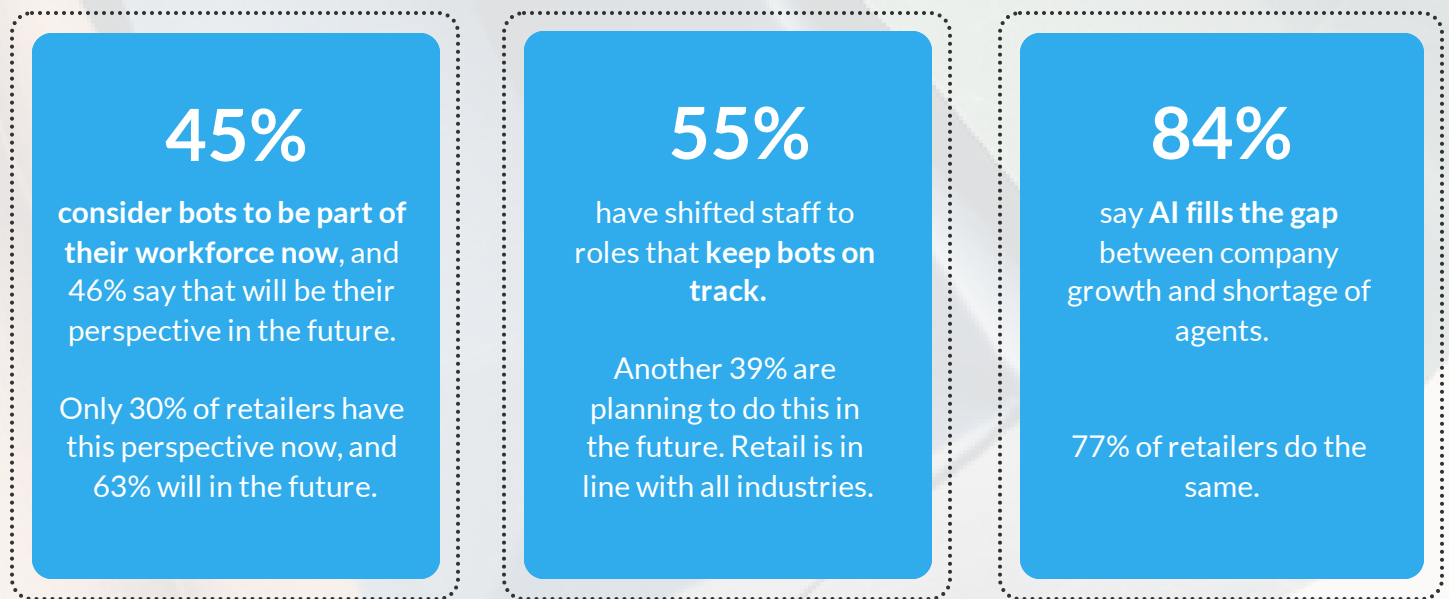 45%
consider bots to be part of
their workforce now, and
46% say that will be their
perspective in the future.
Only 30% of retailers have
this perspective now, and
63% will in the future.
55%
have shifted staff to
roles that keep bots on
track.
Another 39% are
planning to do this in
the future. Retail is in
line with all industries.
84%
say AI fills the gap
between company
growth and shortage of
agents.
77% of retailers do the
same.